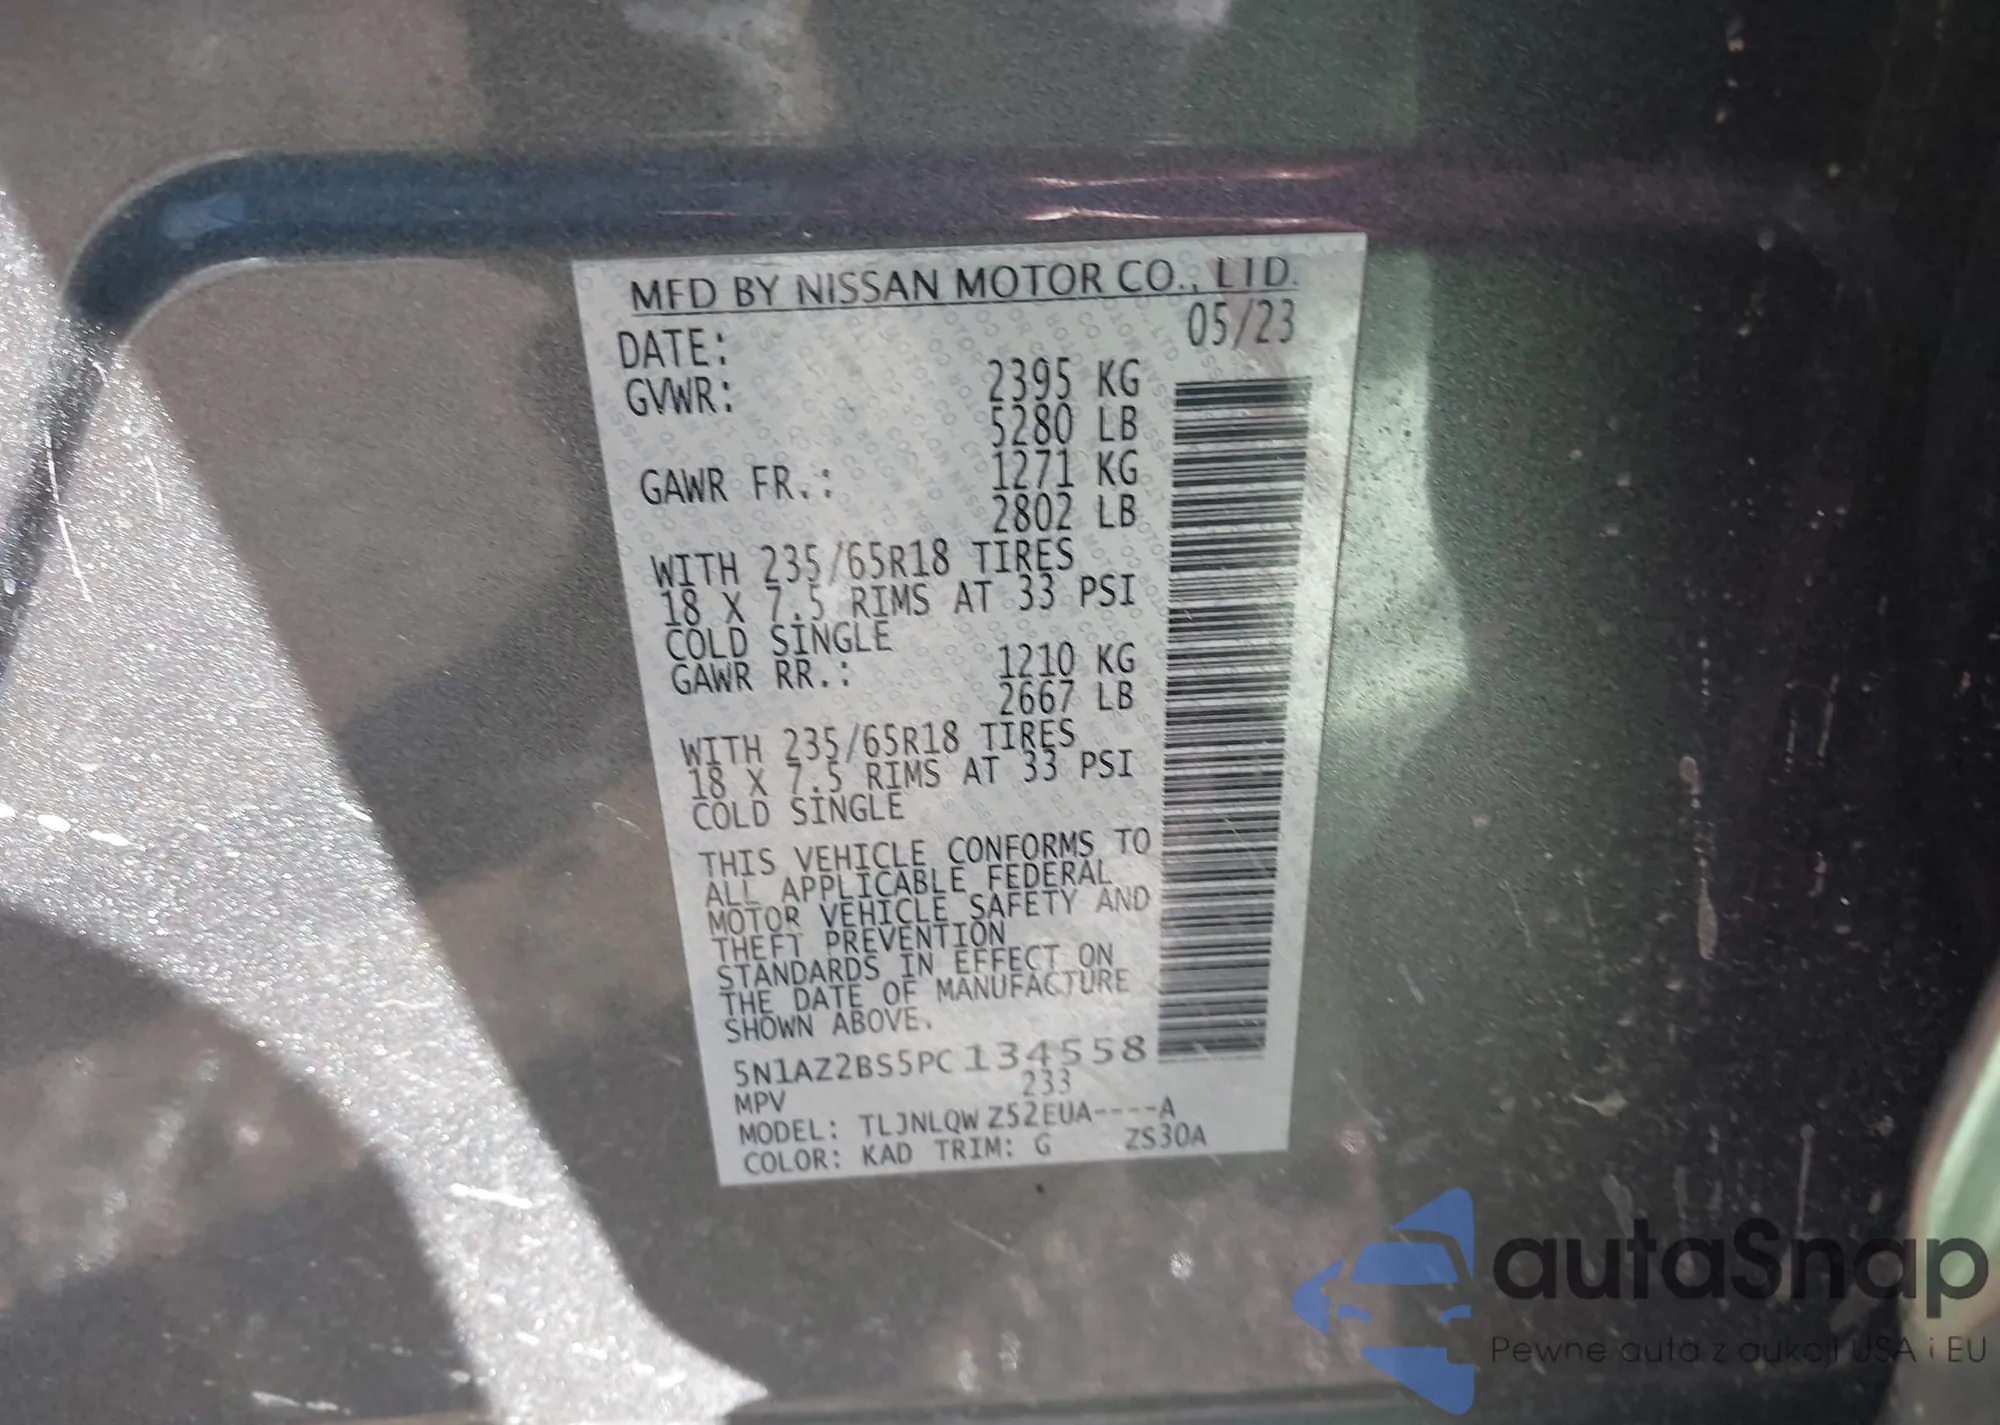 MFD BY NISSAN MOTOR CO., LTD.
DATE: 05/23
GVWR: 2395 KG
5280 LB
GAWR FR.: 1271 KG
2802 LB
WITH 235/65R18 TIRES
18 X 7.5 RIMS AT 33 PSI
COLD SINGLE
GAWR RR.: 1210 KG
2667 LB
WITH 235/65R18 TIRES
18 X 7.5 RIMS AT 33 PSI
COLD SINGLE
THIS VEHICLE CONFORMS TO
ALL APPLICABLE FEDERAL
MOTOR VEHICLE SAFETY AND
THEFT PREVENTION
STANDARDS IN EFFECT ON
THE DATE OF MANUFACTURE
SHOWN ABOVE.
5N1AZ2BS5PC134558
MPV 233
MODEL: TLJNLQWZ52EUA----A
COLOR: KAD TRIM: G ZS30A
autaSnap
Pewne auta z aukcji USA i EU